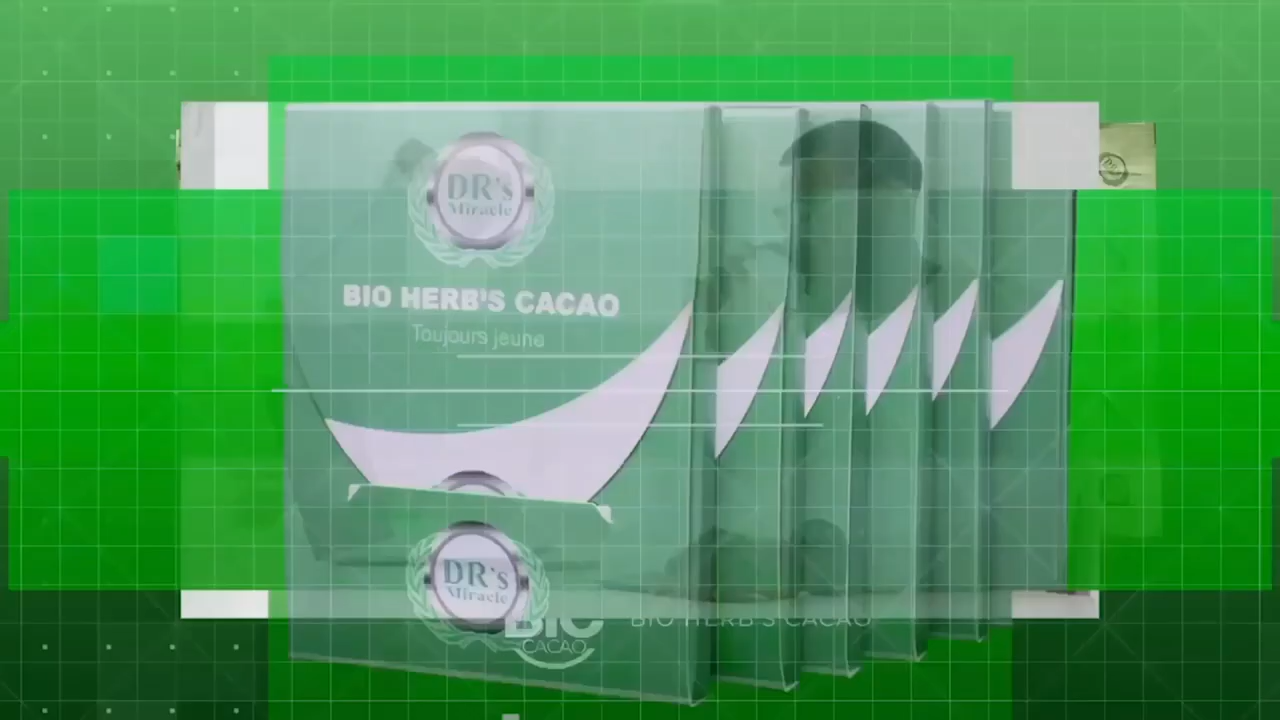 DR's
Miracle
BIO HERB'S CACAO
Toujours jeune
DR's
Miracle
BIO
CACAO
BIO HERB'S CACAO